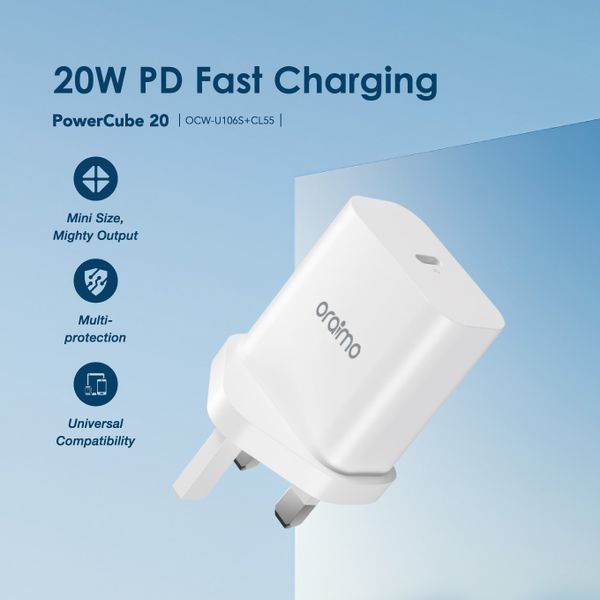 20W PD Fast Charging
PowerCube 20 | OCW-U106S+CL55 |
Mini Size,
Mighty Output
Multi-
protection
Universal
Compatibility
oraimo